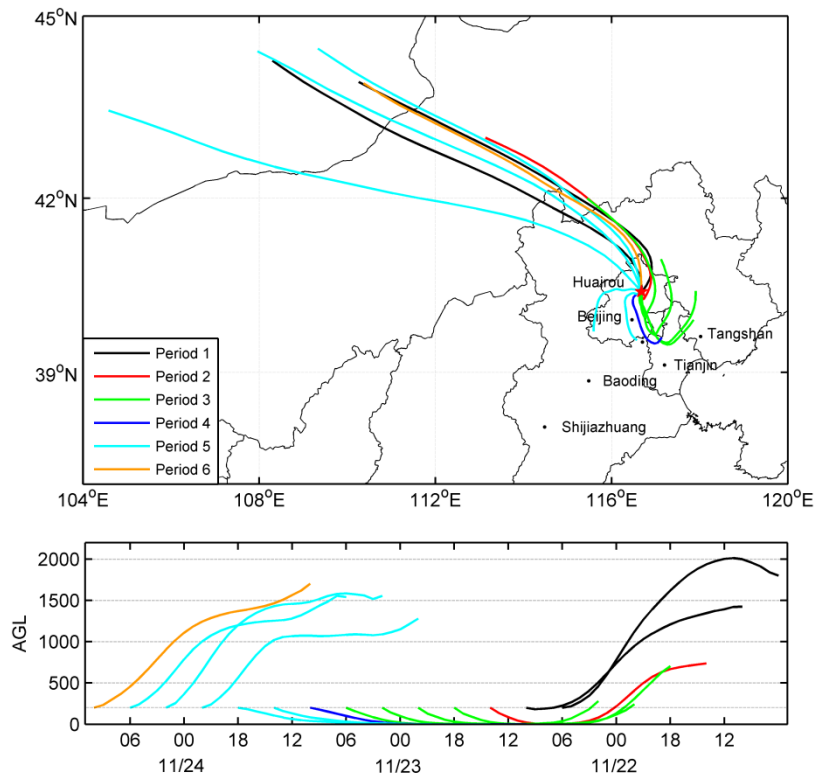 45°N
42°N
39°N
Huairou
Beijing
Tangshan
Tianjin
Baoding
Shijiazhuang
Period 1
Period 2
Period 3
Period 4
Period 5
Period 6
104°E 108°E 112°E 116°E 120°E
AGL
2000
1500
1000
500
0
06 00 18 12 06 00 18 12 06 00 18 12
11/24 11/23 11/22